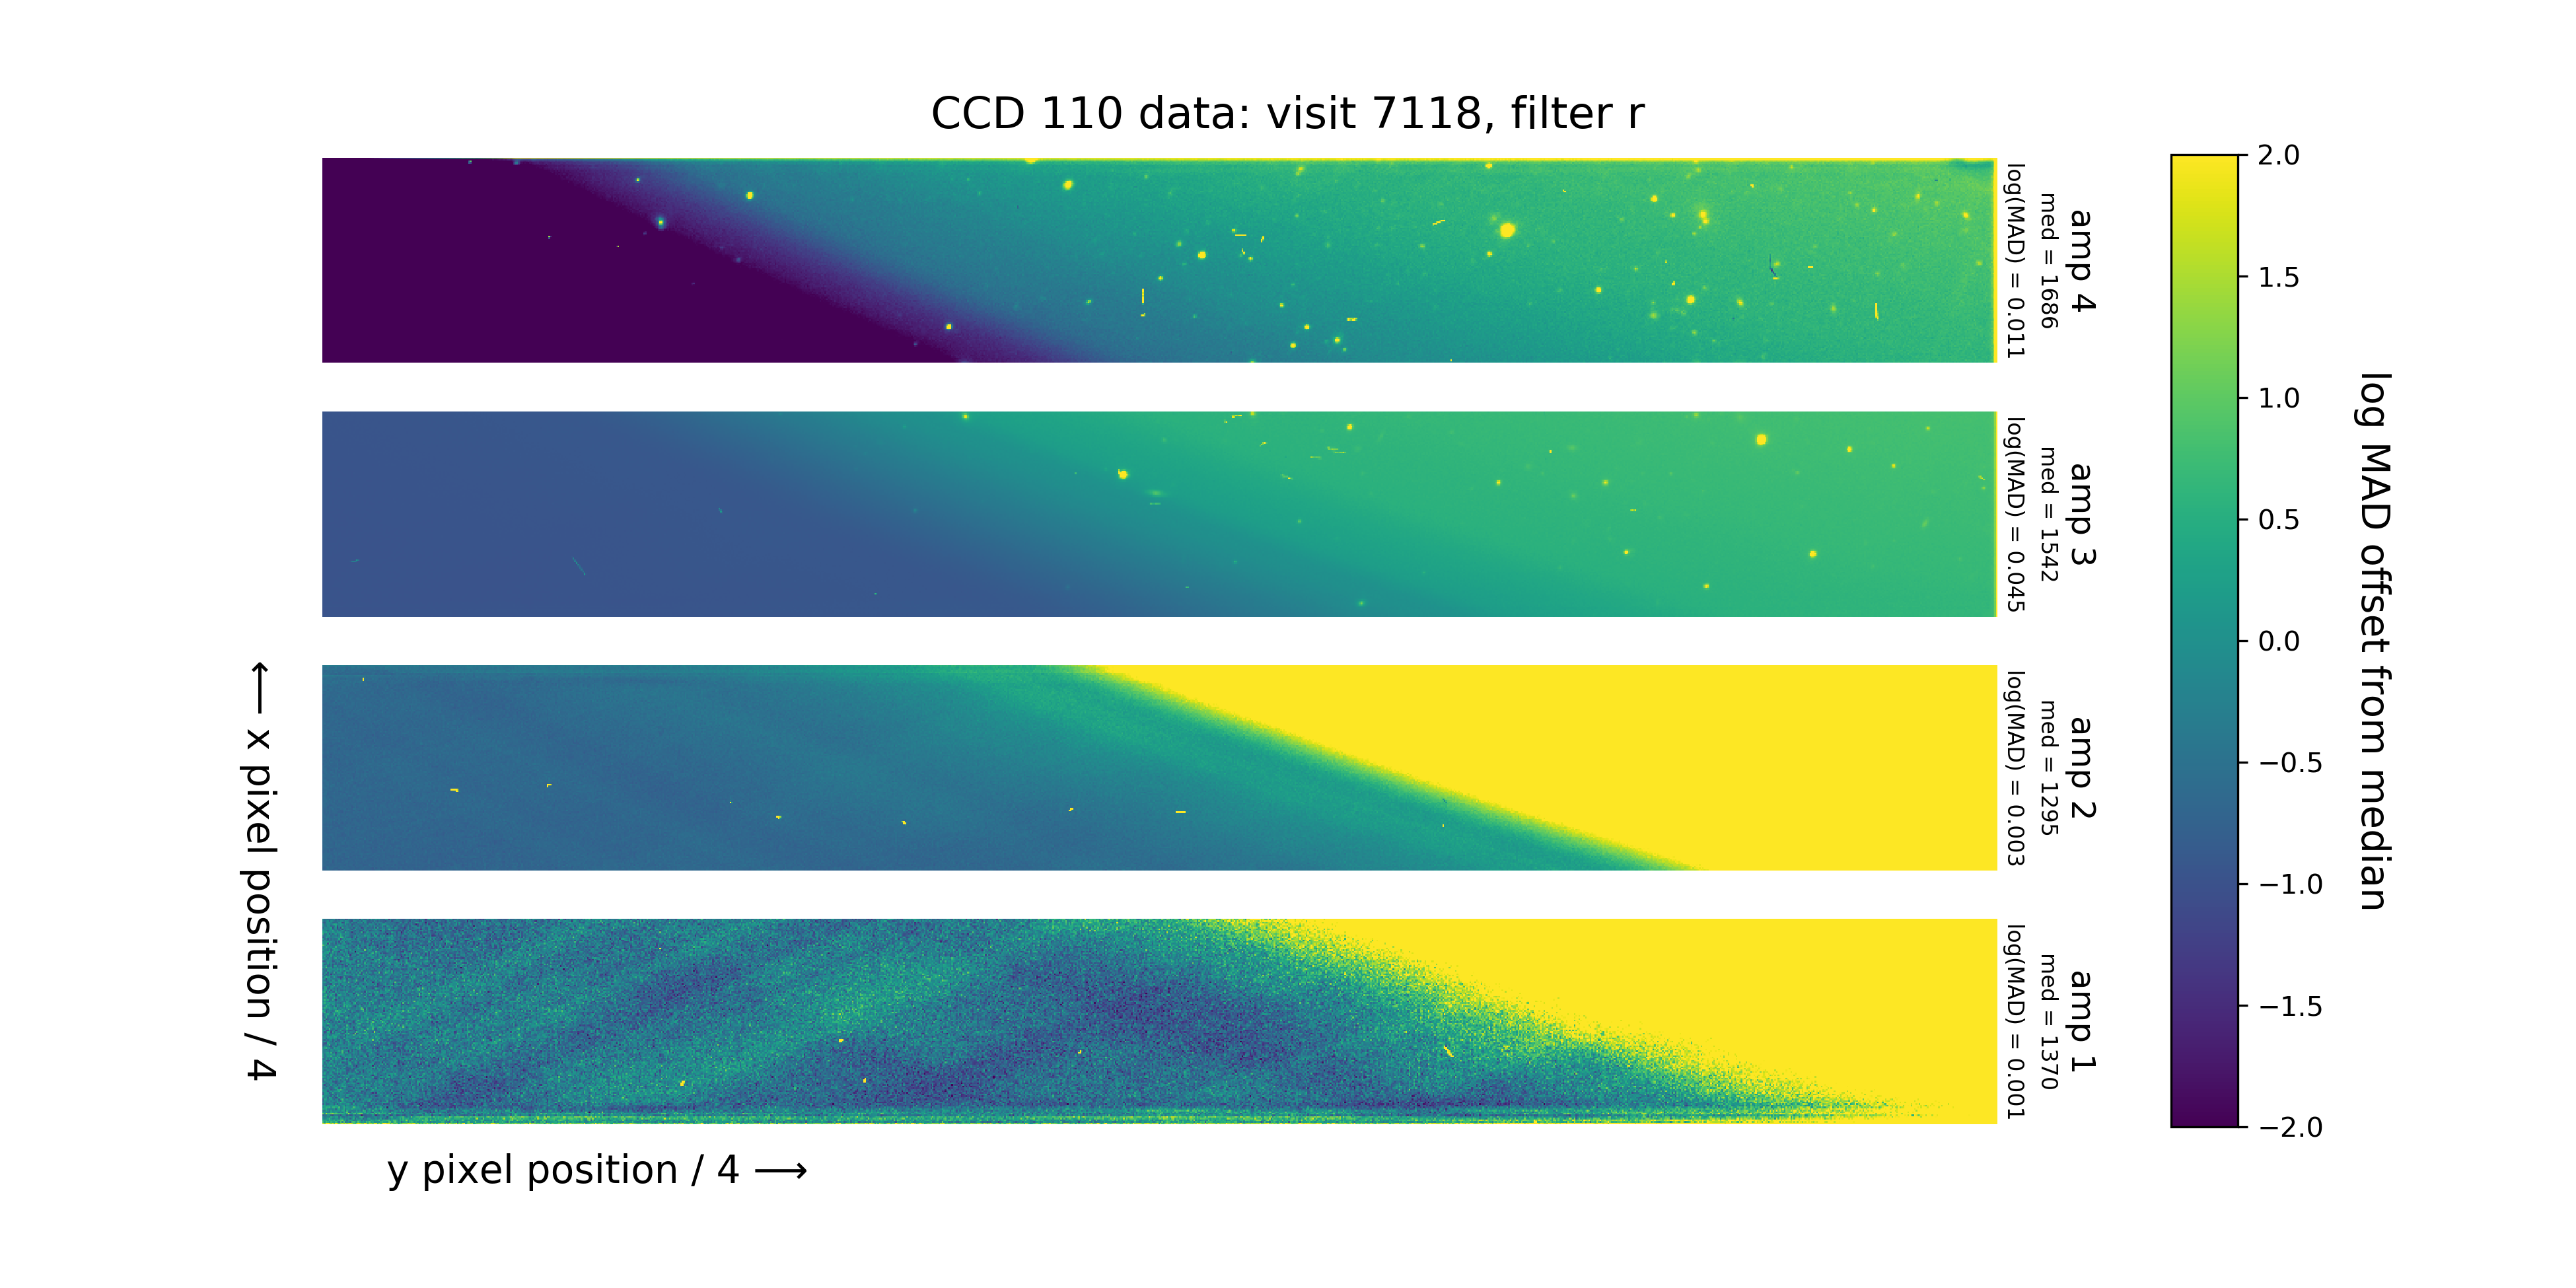 CCD 110 data: visit 7118, filter r
amp 4
med = 1686
log(MAD) = 0.011
amp 3
med = 1542
log(MAD) = 0.045
amp 2
med = 1295
log(MAD) = 0.003
amp 1
med = 1370
log(MAD) = 0.001
⟵ x pixel position / 4
y pixel position / 4 ⟶
2.0
1.5
1.0
0.5
0.0
−0.5
−1.0
−1.5
−2.0
log MAD offset from median